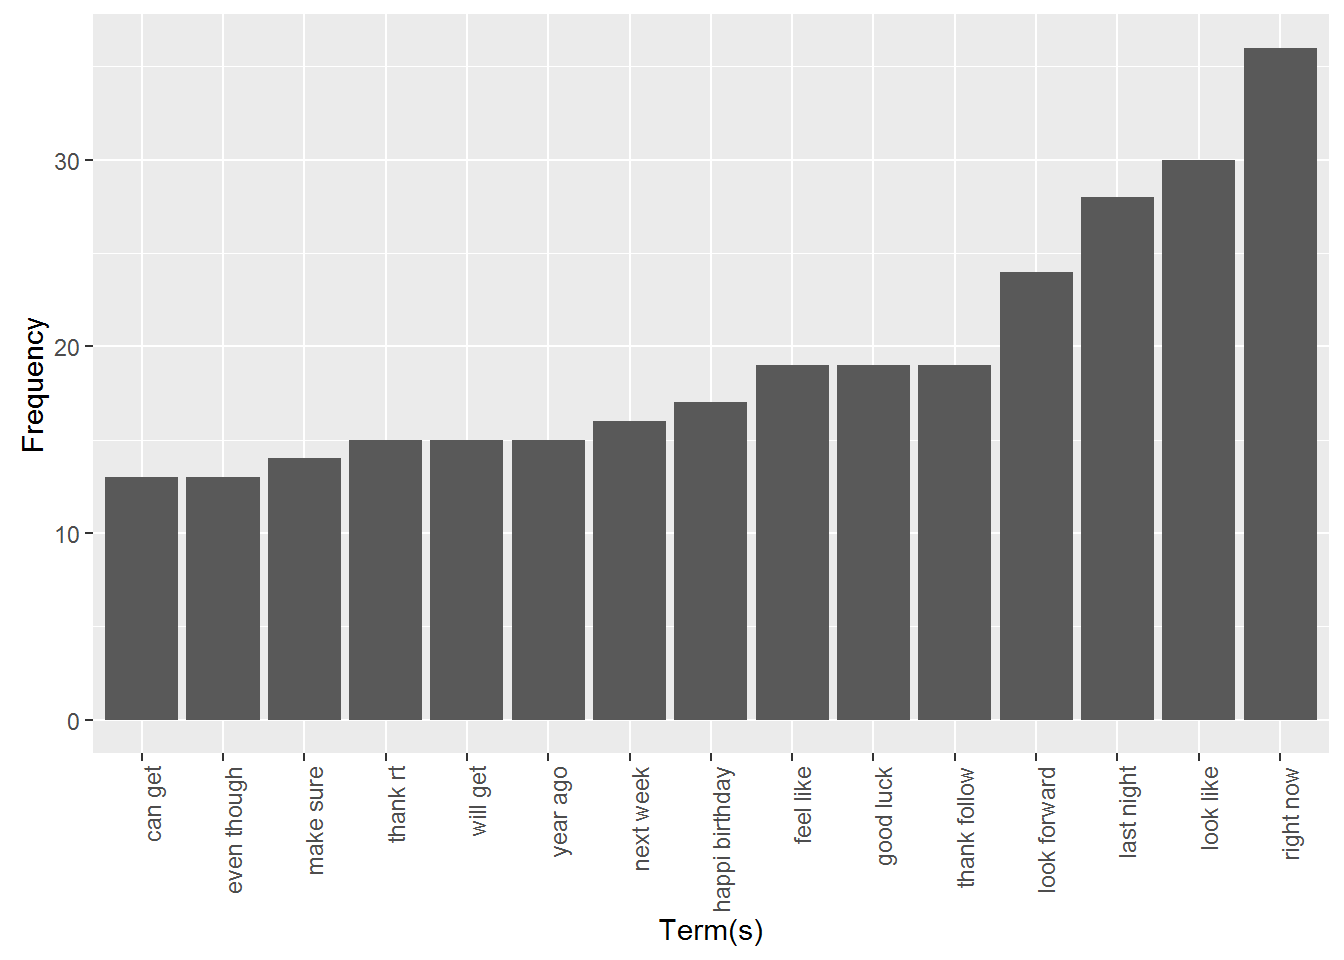 Frequency
30
20
10
0
can get
even though
make sure
thank rt
will get
year ago
next week
happi birthday
feel like
good luck
thank follow
look forward
last night
look like
right now
Term(s)